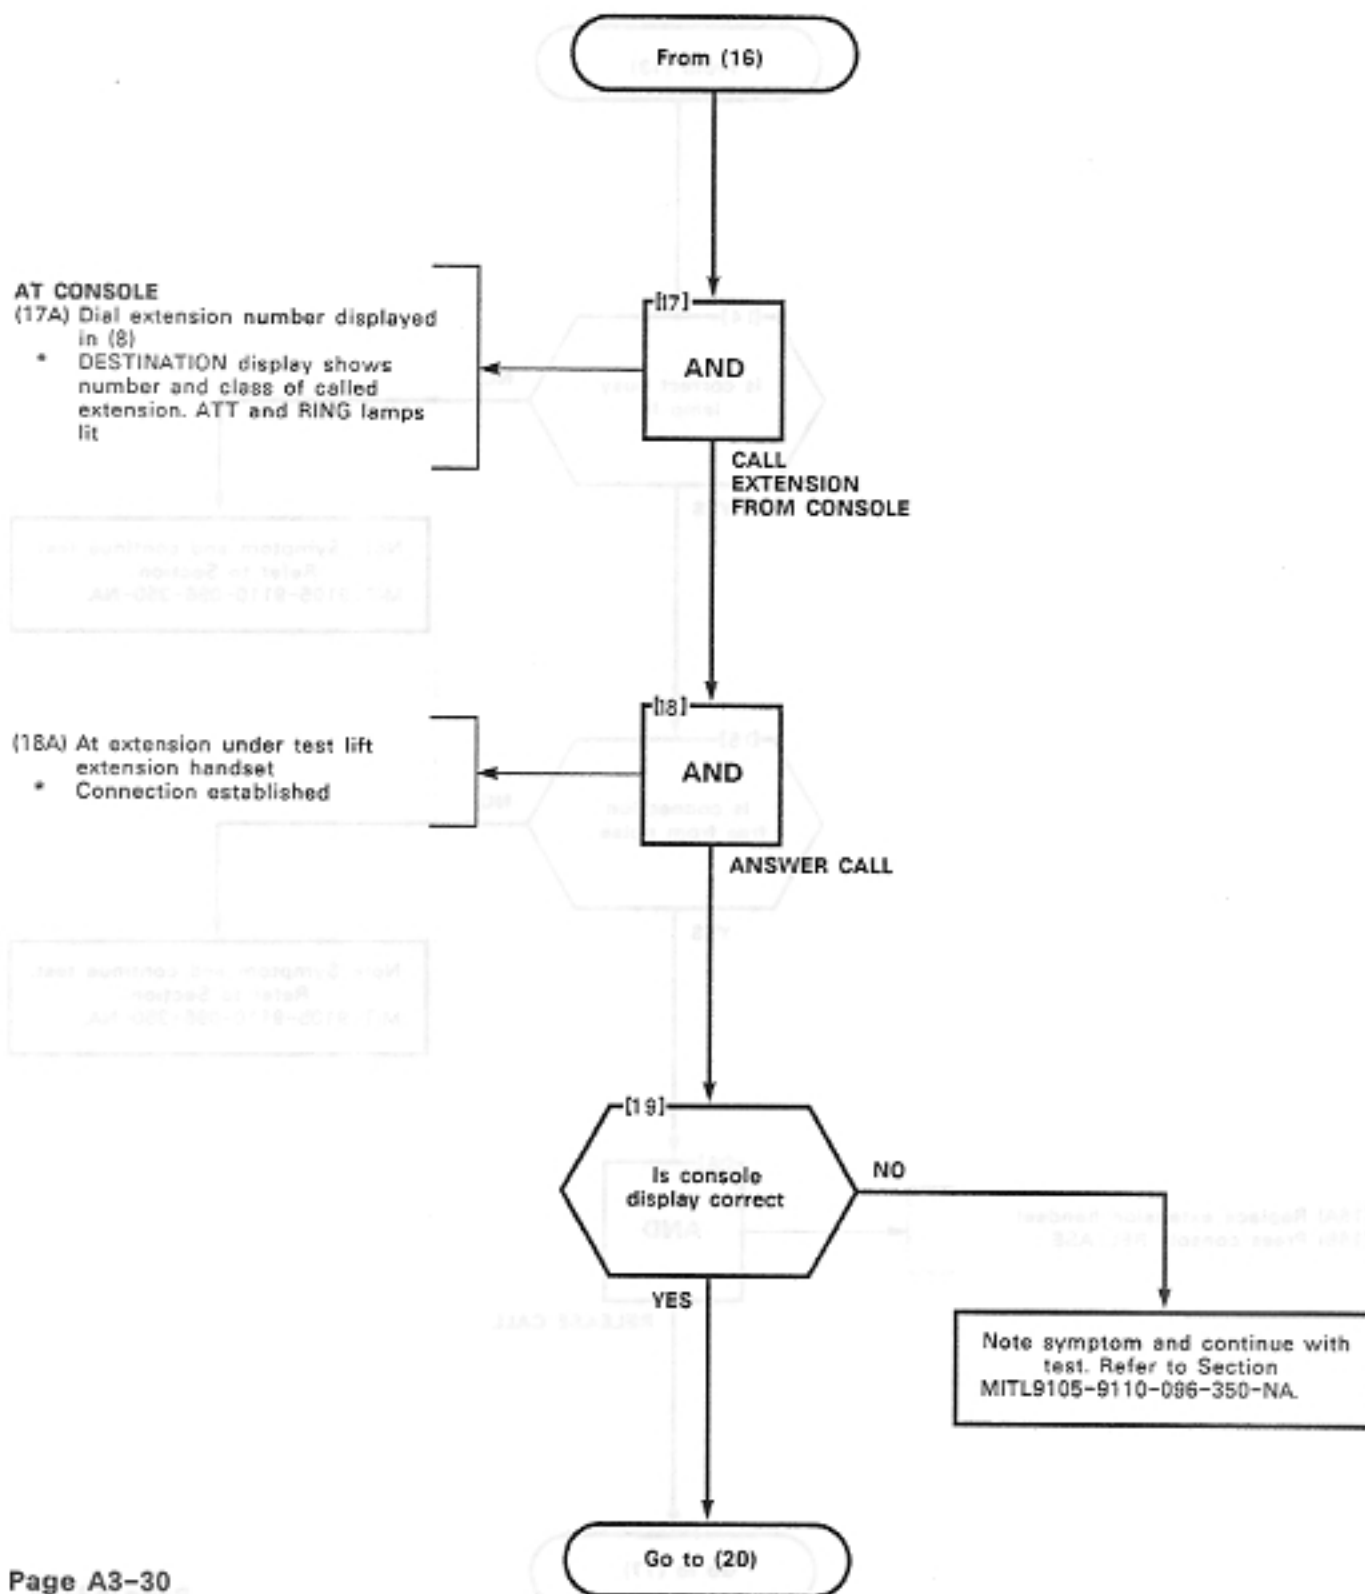 From (16)
AT CONSOLE
(17A) Dial extension number displayed
in (8)
* DESTINATION display shows
number and class of called
extension. ATT and RING lamps
lit
[17]
AND
CALL
EXTENSION
FROM CONSOLE
(18A) At extension under test lift
extension handset
* Connection established
[18]
AND
ANSWER CALL
[19]
Is console
display correct
NO
YES
Note symptom and continue with
test. Refer to Section
MITL9105-9110-096-350-NA.
Go to (20)
Page A3-30